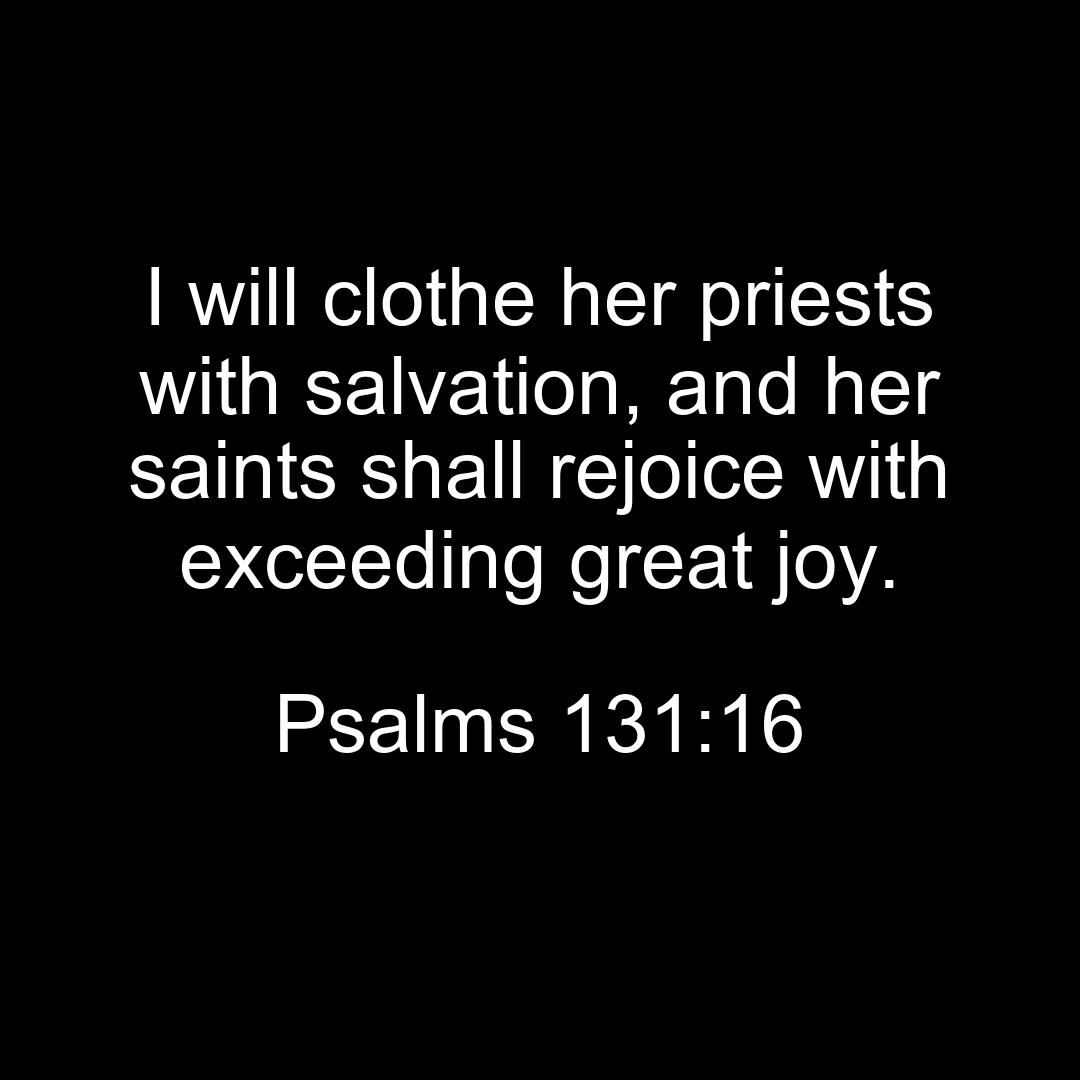 I will clothe her priests
with salvation, and her
saints shall rejoice with
exceeding great joy.
Psalms 131:16